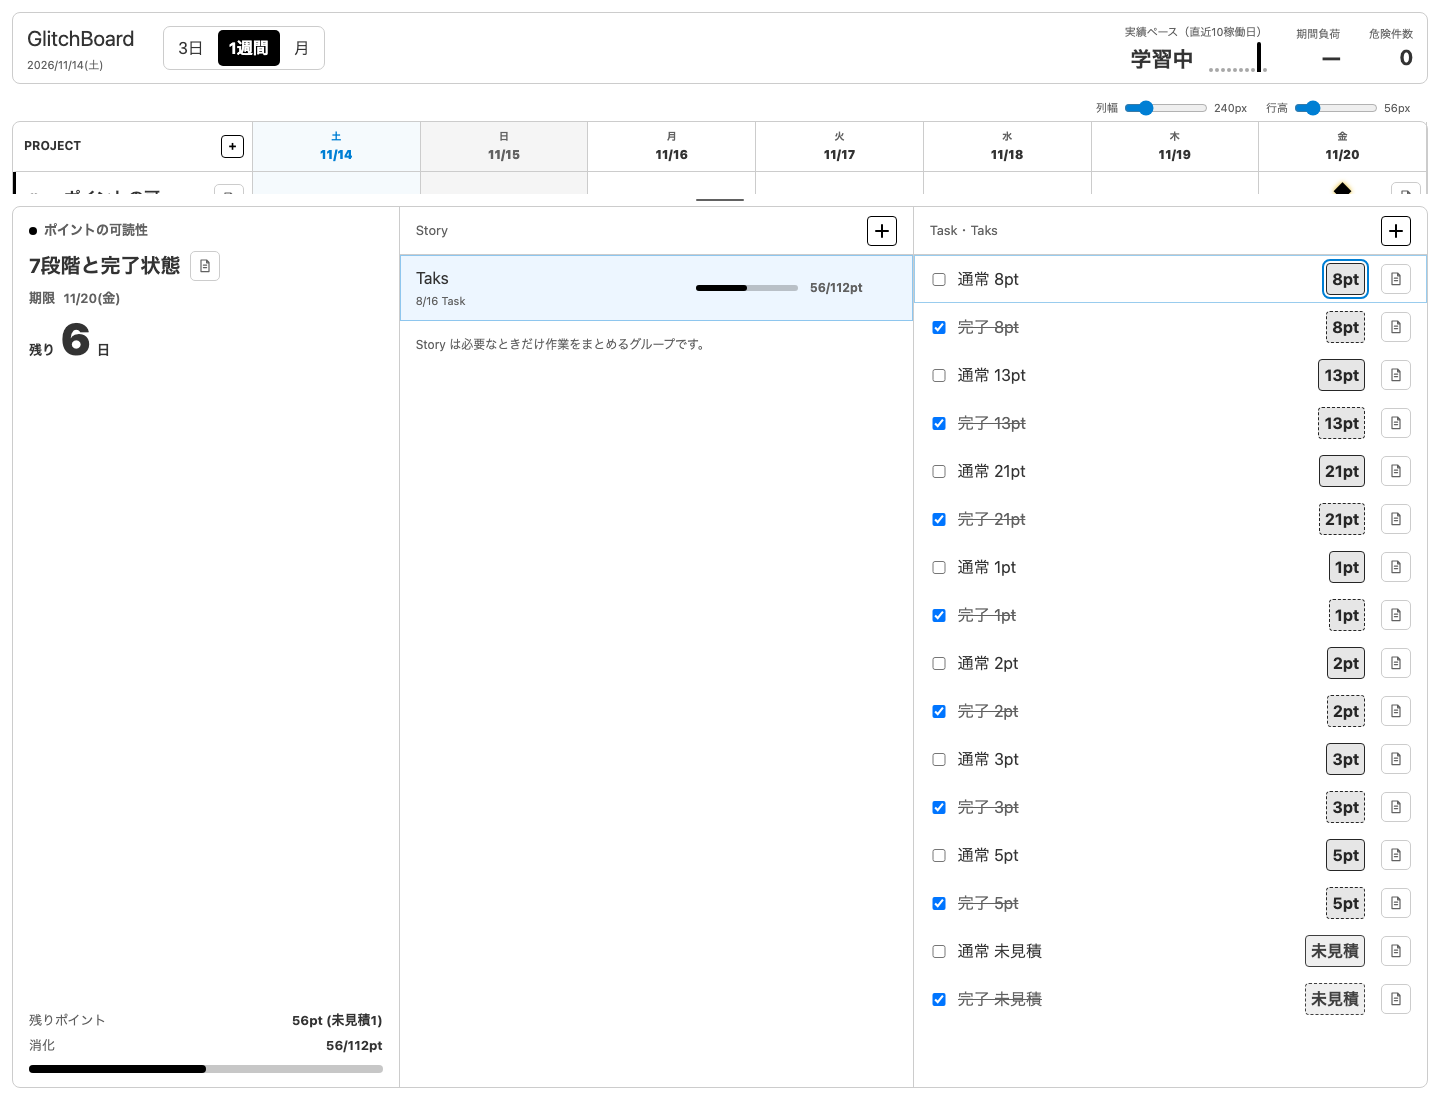 GlitchBoard
2026/11/14(土)
3日 1週間 月
実績ペース（直近10稼働日）
学習中
期間負荷
—
危険件数
0
列幅 240px 行高 56px
PROJECT +
土 11/14
日 11/15
月 11/16
火 11/17
水 11/18
木 11/19
金 11/20
ポイントの可
ポイントの可読性
7段階と完了状態
期限 11/20(金)
残り 6 日
残りポイント 56pt (未見積1)
消化 56/112pt
Story
Taks
8/16 Task
56/112pt
Story は必要なときだけ作業をまとめるグループです。
Task・Taks
通常 8pt 8pt
完了 8pt 8pt
通常 13pt 13pt
完了 13pt 13pt
通常 21pt 21pt
完了 21pt 21pt
通常 1pt 1pt
完了 1pt 1pt
通常 2pt 2pt
完了 2pt 2pt
通常 3pt 3pt
完了 3pt 3pt
通常 5pt 5pt
完了 5pt 5pt
通常 未見積 未見積
完了 未見積 未見積